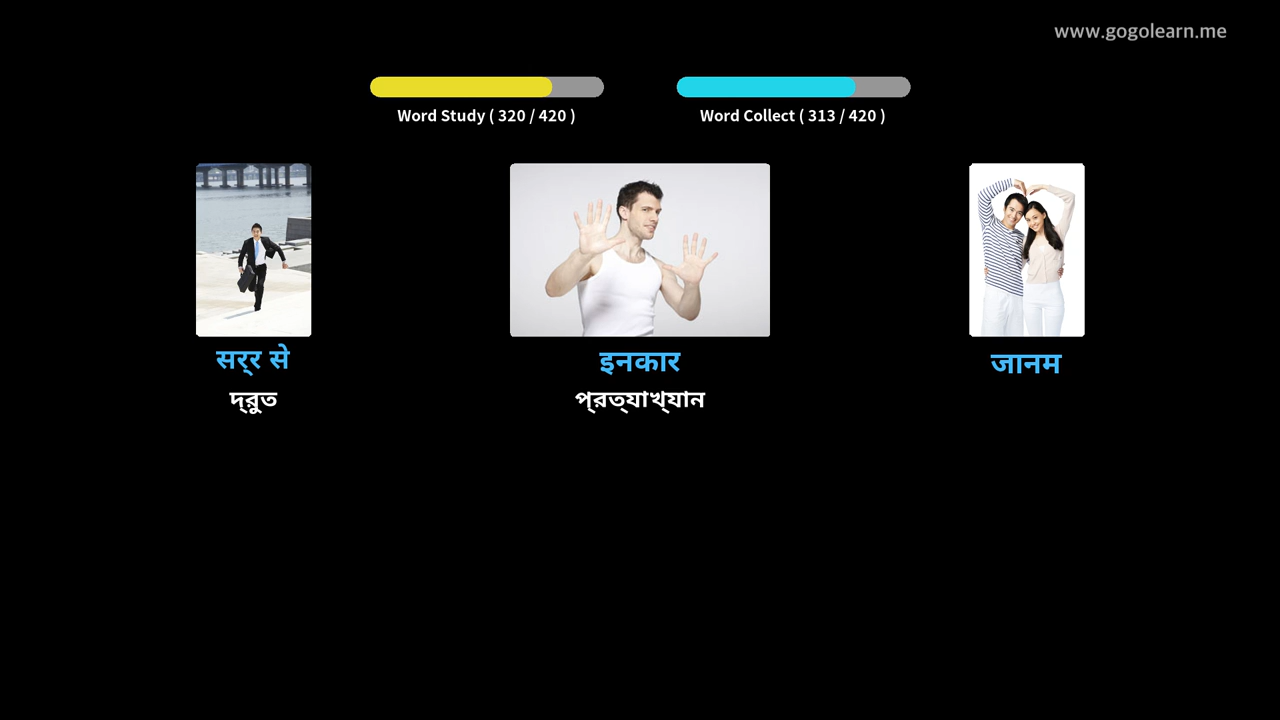 www.gogolearn.me
Word Study ( 320 / 420 )
Word Collect ( 313 / 420 )
सर्र से
इनकार
जानम
দ্রুত
প্রত্যাখ্যান